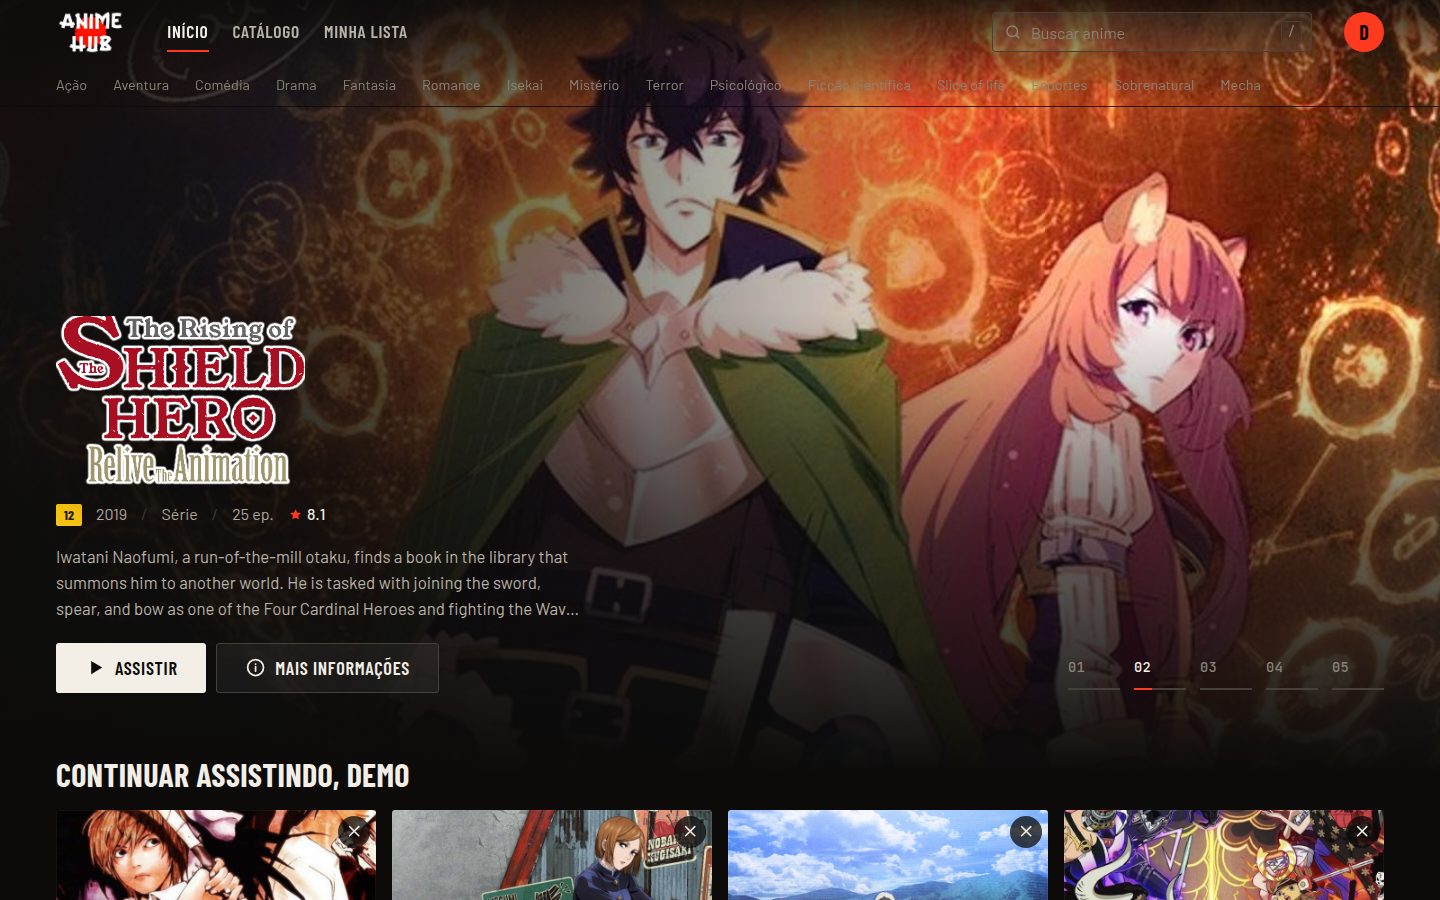 ANIME
HUB
INÍCIO CATÁLOGO MINHA LISTA
Buscar anime /
D
Ação Aventura Comédia Drama Fantasia Romance Isekai Mistério Terror Psicológico Ficção científica Slice of life Esportes Sobrenatural Mecha
The Rising of
The SHIELD
HERO
Relive The Animation
12 2019 / Série / 25 ep. 8.1
Iwatani Naofumi, a run-of-the-mill otaku, finds a book in the library that
summons him to another world. He is tasked with joining the sword,
spear, and bow as one of the Four Cardinal Heroes and fighting the Wav...
ASSISTIR MAIS INFORMAÇÕES
01 02 03 04 05
CONTINUAR ASSISTINDO, DEMO
NOBARA
KUGISAKI